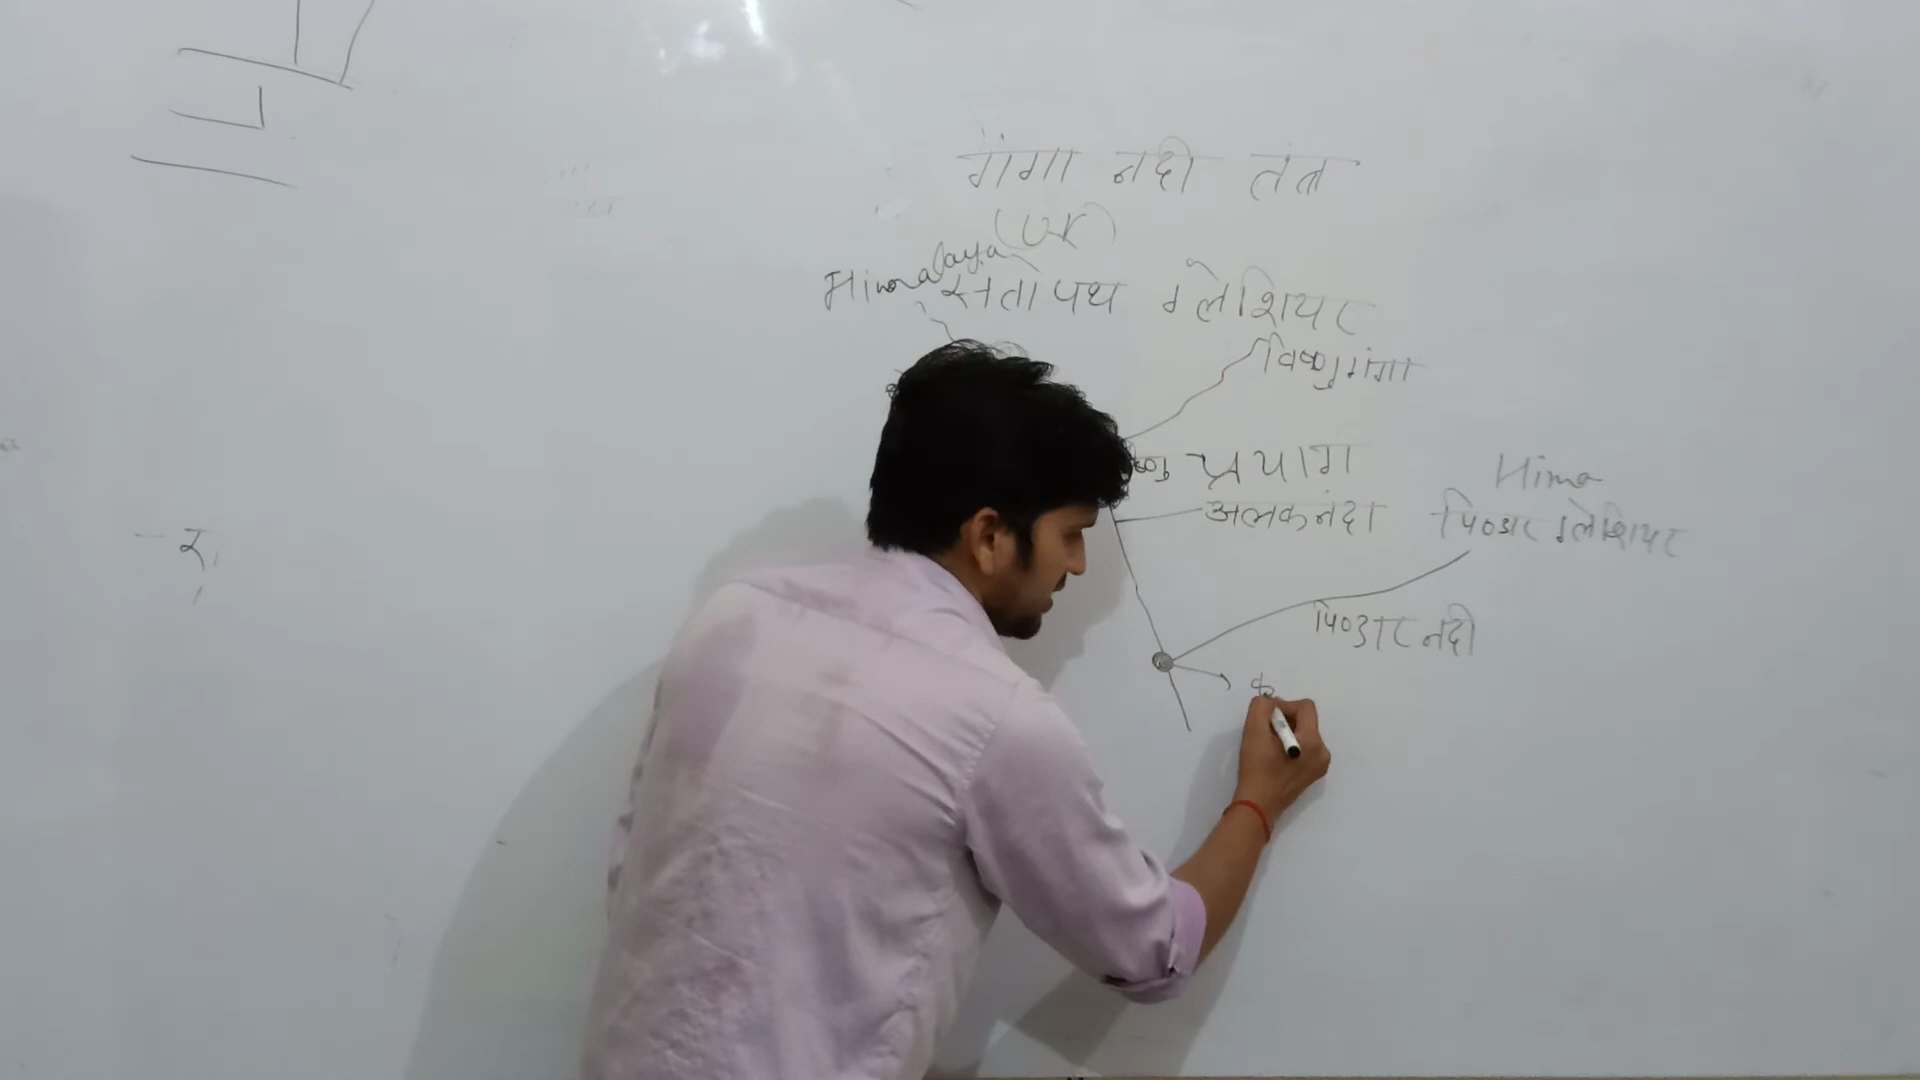 गंगा नदी तंत्र
(UK)
Himalaya
सतोपथ ग्लेशियर
विष्णुगंगा
प्रयाग
अलकनंदा
Hima
पिण्डार ग्लेशियर
पिण्डार नदी
क